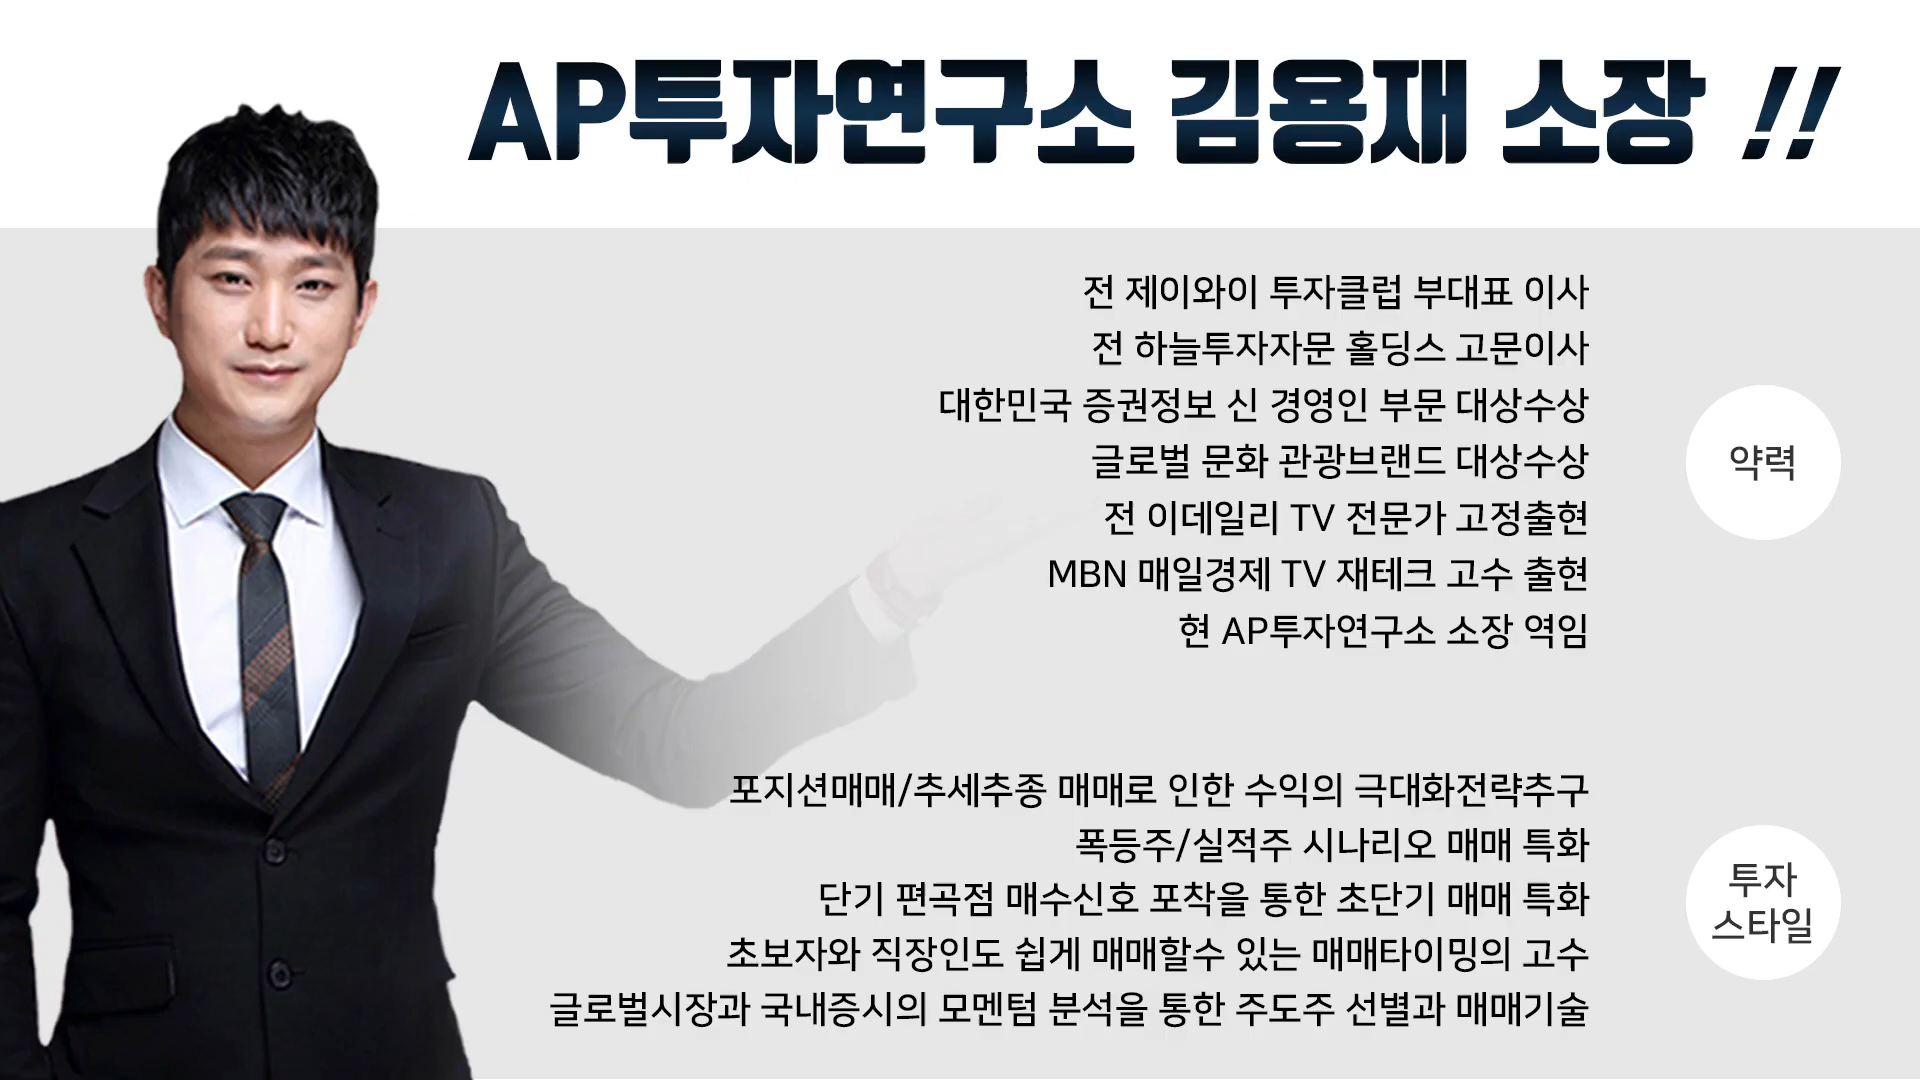 AP투자연구소 김용재 소장 !!
전 제이와이 투자클럽 부대표 이사
전 하늘투자자문 홀딩스 고문이사
대한민국 증권정보 신 경영인 부문 대상수상
글로벌 문화 관광브랜드 대상수상
전 이데일리 TV 전문가 고정출현
MBN 매일경제 TV 재테크 고수 출현
현 AP투자연구소 소장 역임
약력
포지션매매/추세추종 매매로 인한 수익의 극대화전략추구
폭등주/실적주 시나리오 매매 특화
단기 편곡점 매수신호 포착을 통한 초단기 매매 특화
초보자와 직장인도 쉽게 매매할수 있는 매매타이밍의 고수
글로벌시장과 국내증시의 모멘텀 분석을 통한 주도주 선별과 매매기술
투자
스타일